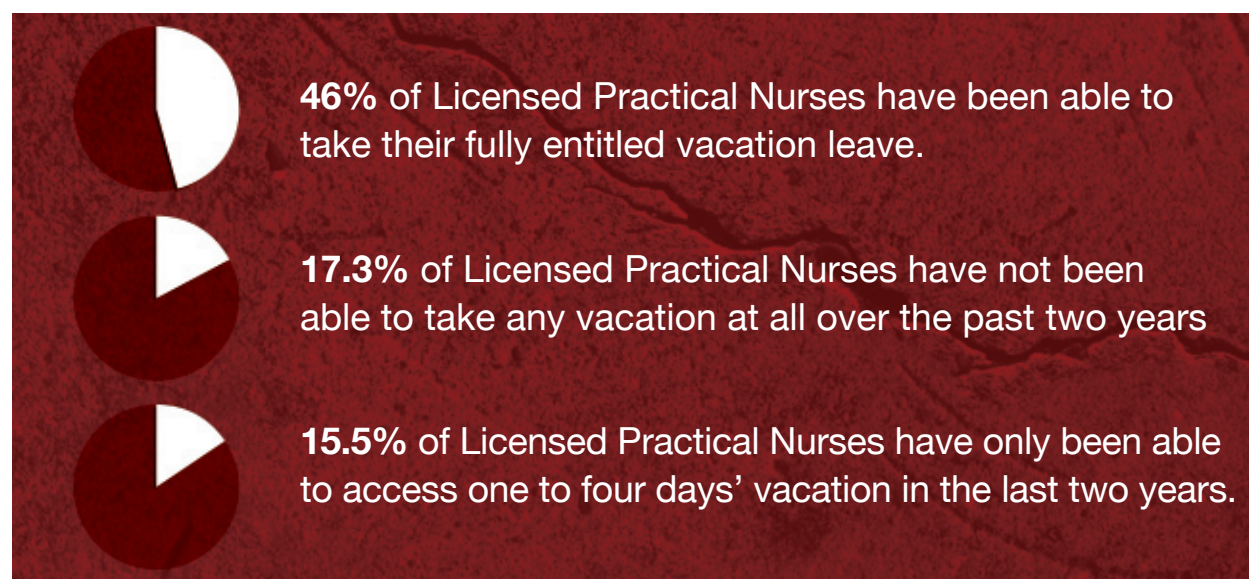 46% of Licensed Practical Nurses have been able to
take their fully entitled vacation leave.
17.3% of Licensed Practical Nurses have not been
able to take any vacation at all over the past two years
15.5% of Licensed Practical Nurses have only been able
to access one to four days’ vacation in the last two years.